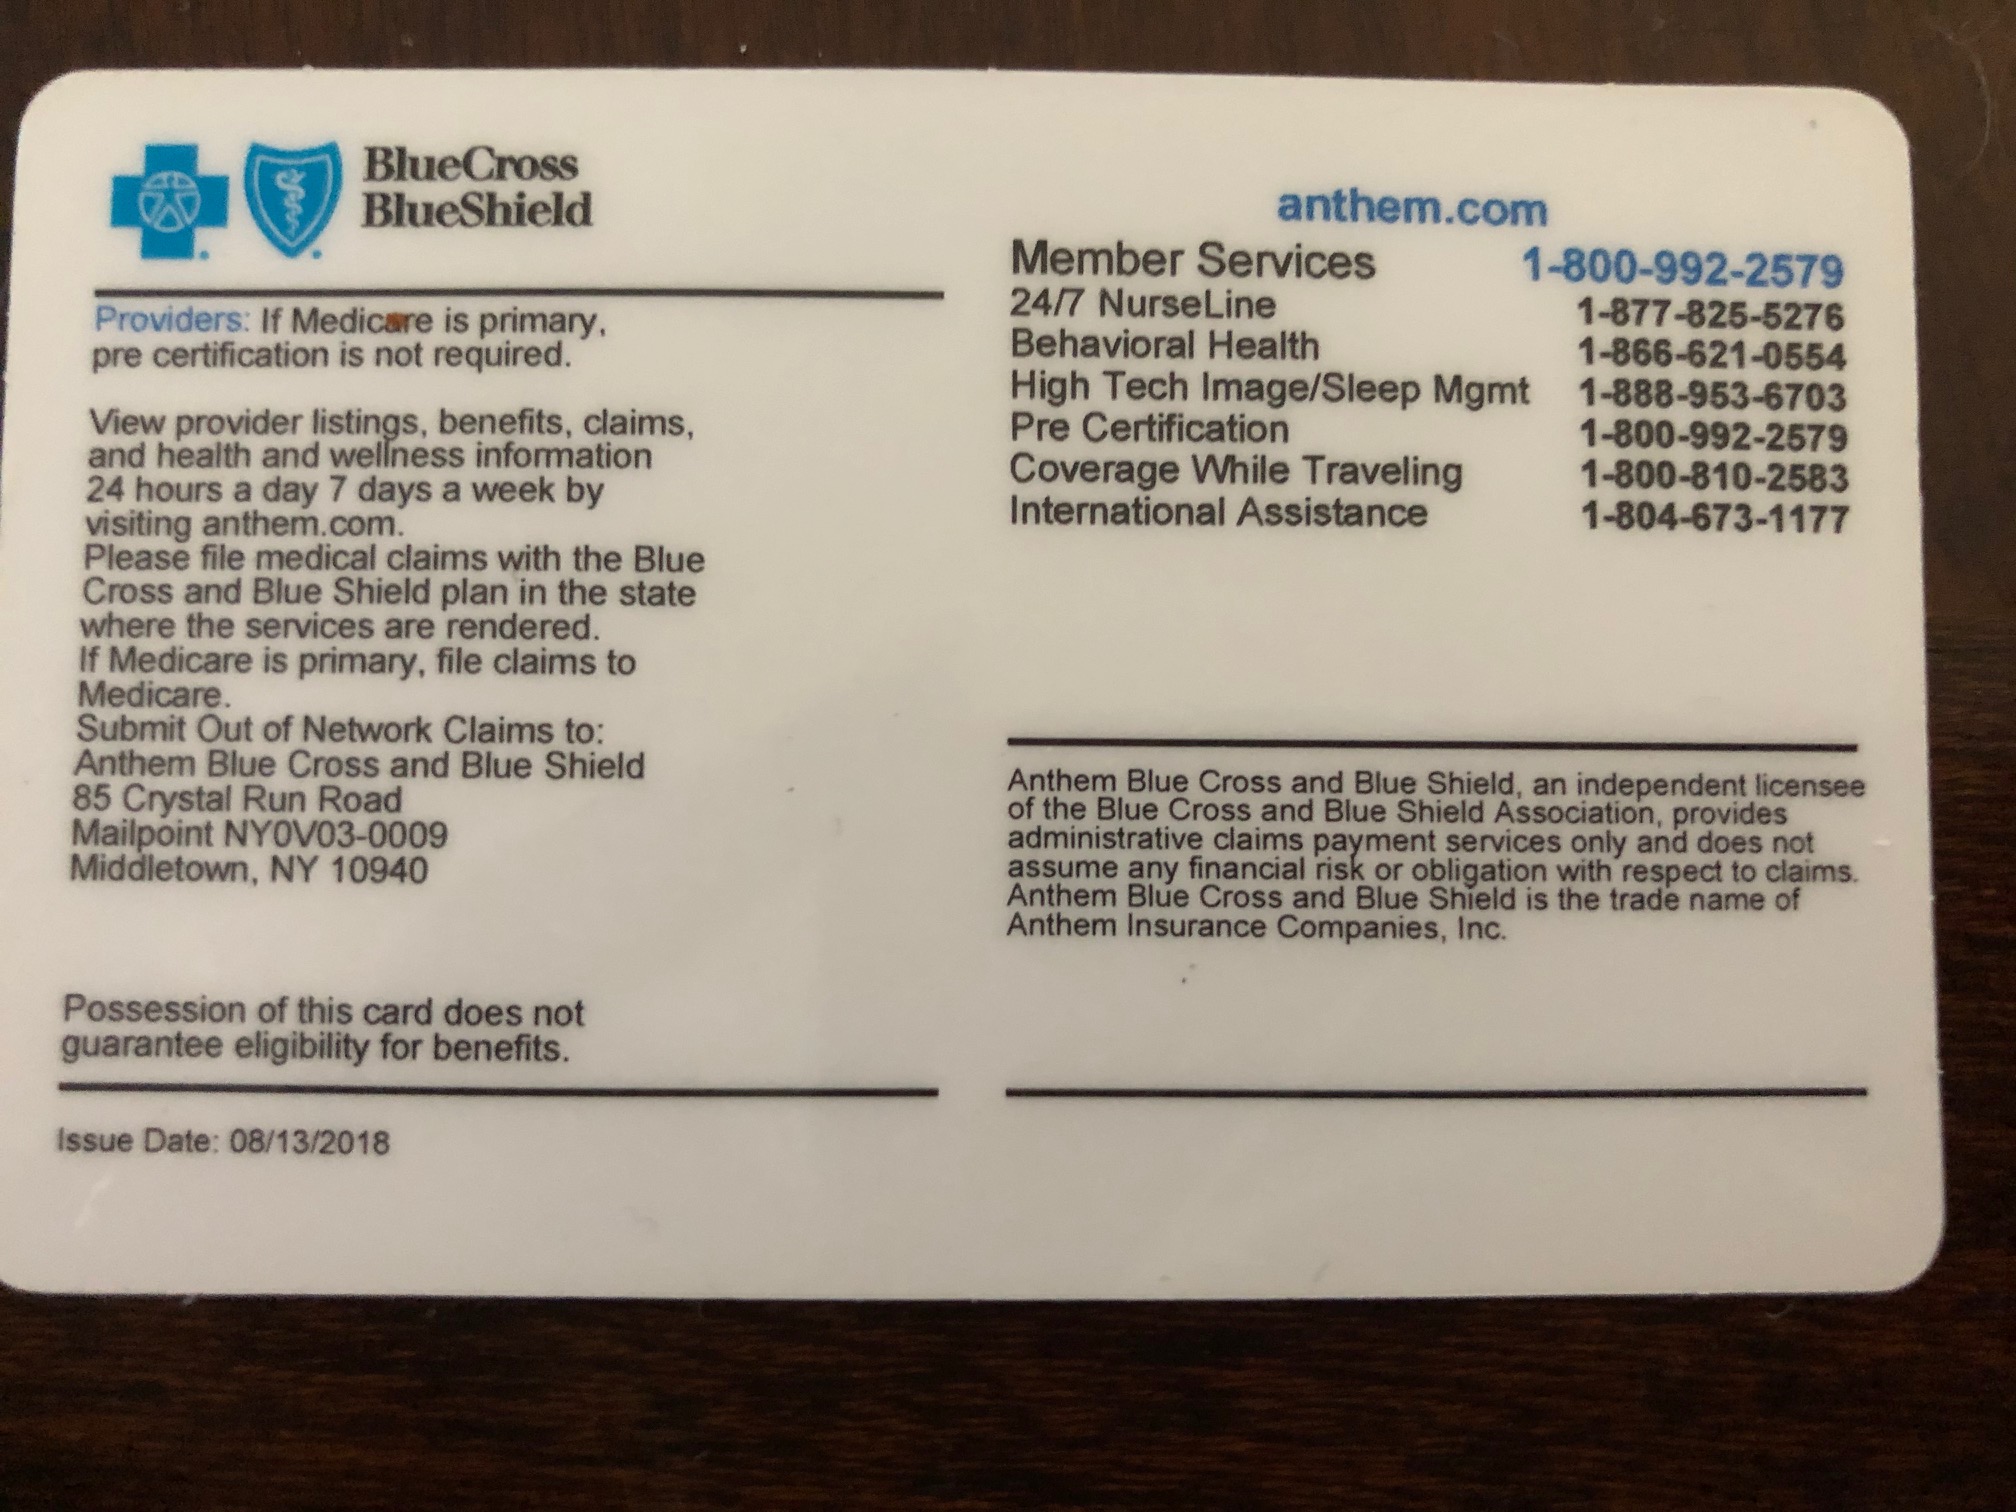 BlueCross
BlueShield
Providers: If Medicare is primary,
pre certification is not required.
View provider listings, benefits, claims,
and health and wellness information
24 hours a day 7 days a week by
visiting anthem.com.
Please file medical claims with the Blue
Cross and Blue Shield plan in the state
where the services are rendered.
If Medicare is primary, file claims to
Medicare.
Submit Out of Network Claims to:
Anthem Blue Cross and Blue Shield
85 Crystal Run Road
Mailpoint NY0V03-0009
Middletown, NY 10940
Possession of this card does not
guarantee eligibility for benefits.
Issue Date: 08/13/2018
anthem.com
Member Services 1-800-992-2579
24/7 NurseLine 1-877-825-5276
Behavioral Health 1-866-621-0554
High Tech Image/Sleep Mgmt 1-888-953-6703
Pre Certification 1-800-992-2579
Coverage While Traveling 1-800-810-2583
International Assistance 1-804-673-1177
Anthem Blue Cross and Blue Shield, an independent licensee
of the Blue Cross and Blue Shield Association, provides
administrative claims payment services only and does not
assume any financial risk or obligation with respect to claims.
Anthem Blue Cross and Blue Shield is the trade name of
Anthem Insurance Companies, Inc.